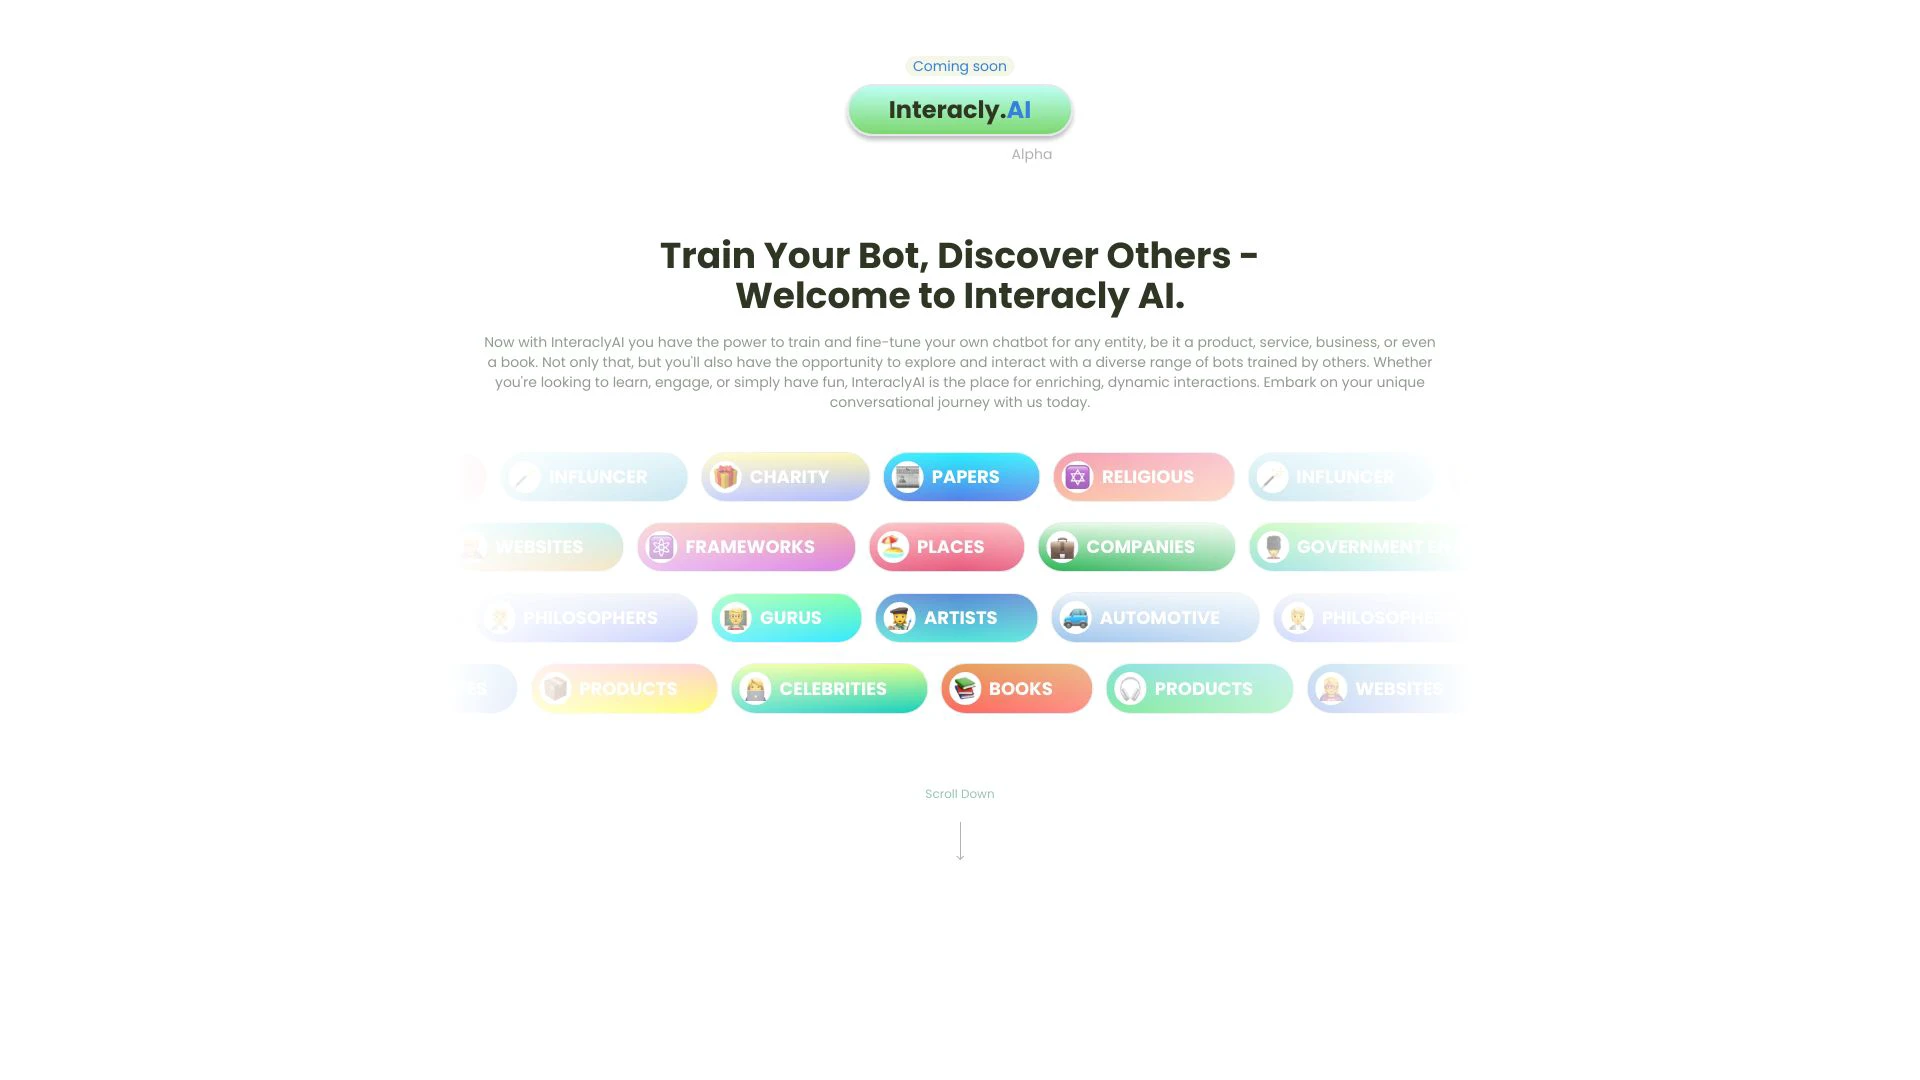 Coming soon
Interacly.AI
Alpha
Train Your Bot, Discover Others -
Welcome to Interacly AI.
Now with InteraclyAI you have the power to train and fine-tune your own chatbot for any entity, be it a product, service, business, or even
a book. Not only that, but you'll also have the opportunity to explore and interact with a diverse range of bots trained by others. Whether
you're looking to learn, engage, or simply have fun, InteraclyAI is the place for enriching, dynamic interactions. Embark on your unique
conversational journey with us today.
INFLUNCER CHARITY PAPERS RELIGIOUS INFLUNCER
WEBSITES FRAMEWORKS PLACES COMPANIES GOVERNMENT
PHILOSOPHERS GURUS ARTISTS AUTOMOTIVE PHILOSOPHERS
PRODUCTS CELEBRITIES BOOKS PRODUCTS WEBSITES
Scroll Down